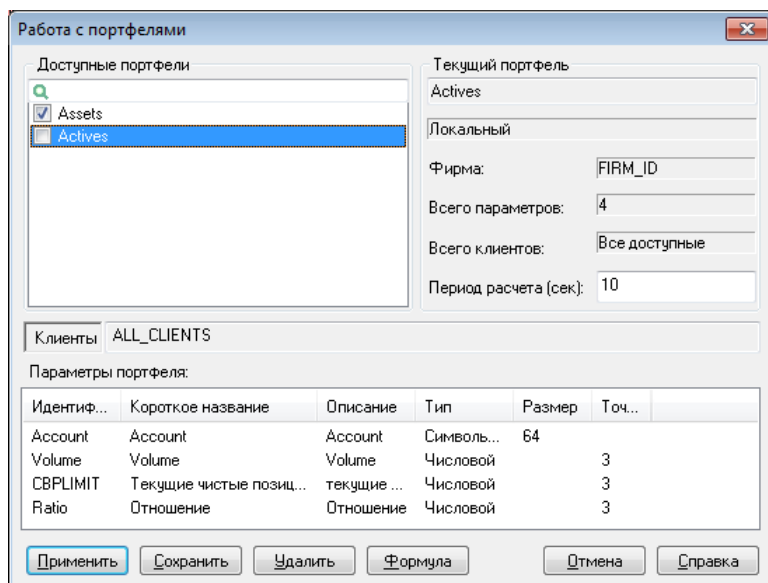 Работа с портфелями
Доступные портфели
Assets
Actives
Текущий портфель
Actives
Локальный
Фирма: FIRM_ID
Всего параметров: 4
Всего клиентов: Все доступные
Период расчета (сек): 10
Клиенты ALL_CLIENTS
Параметры портфеля:
Идентиф... Короткое название Описание Тип Размер Точ...
Account Account Account Символь... 64
Volume Volume Volume Числовой 3
CBPLIMIT Текущие чистые позиц... текущие ... Числовой 3
Ratio Отношение Отношение Числовой 3
Применить Сохранить Удалить Формула Отмена Справка